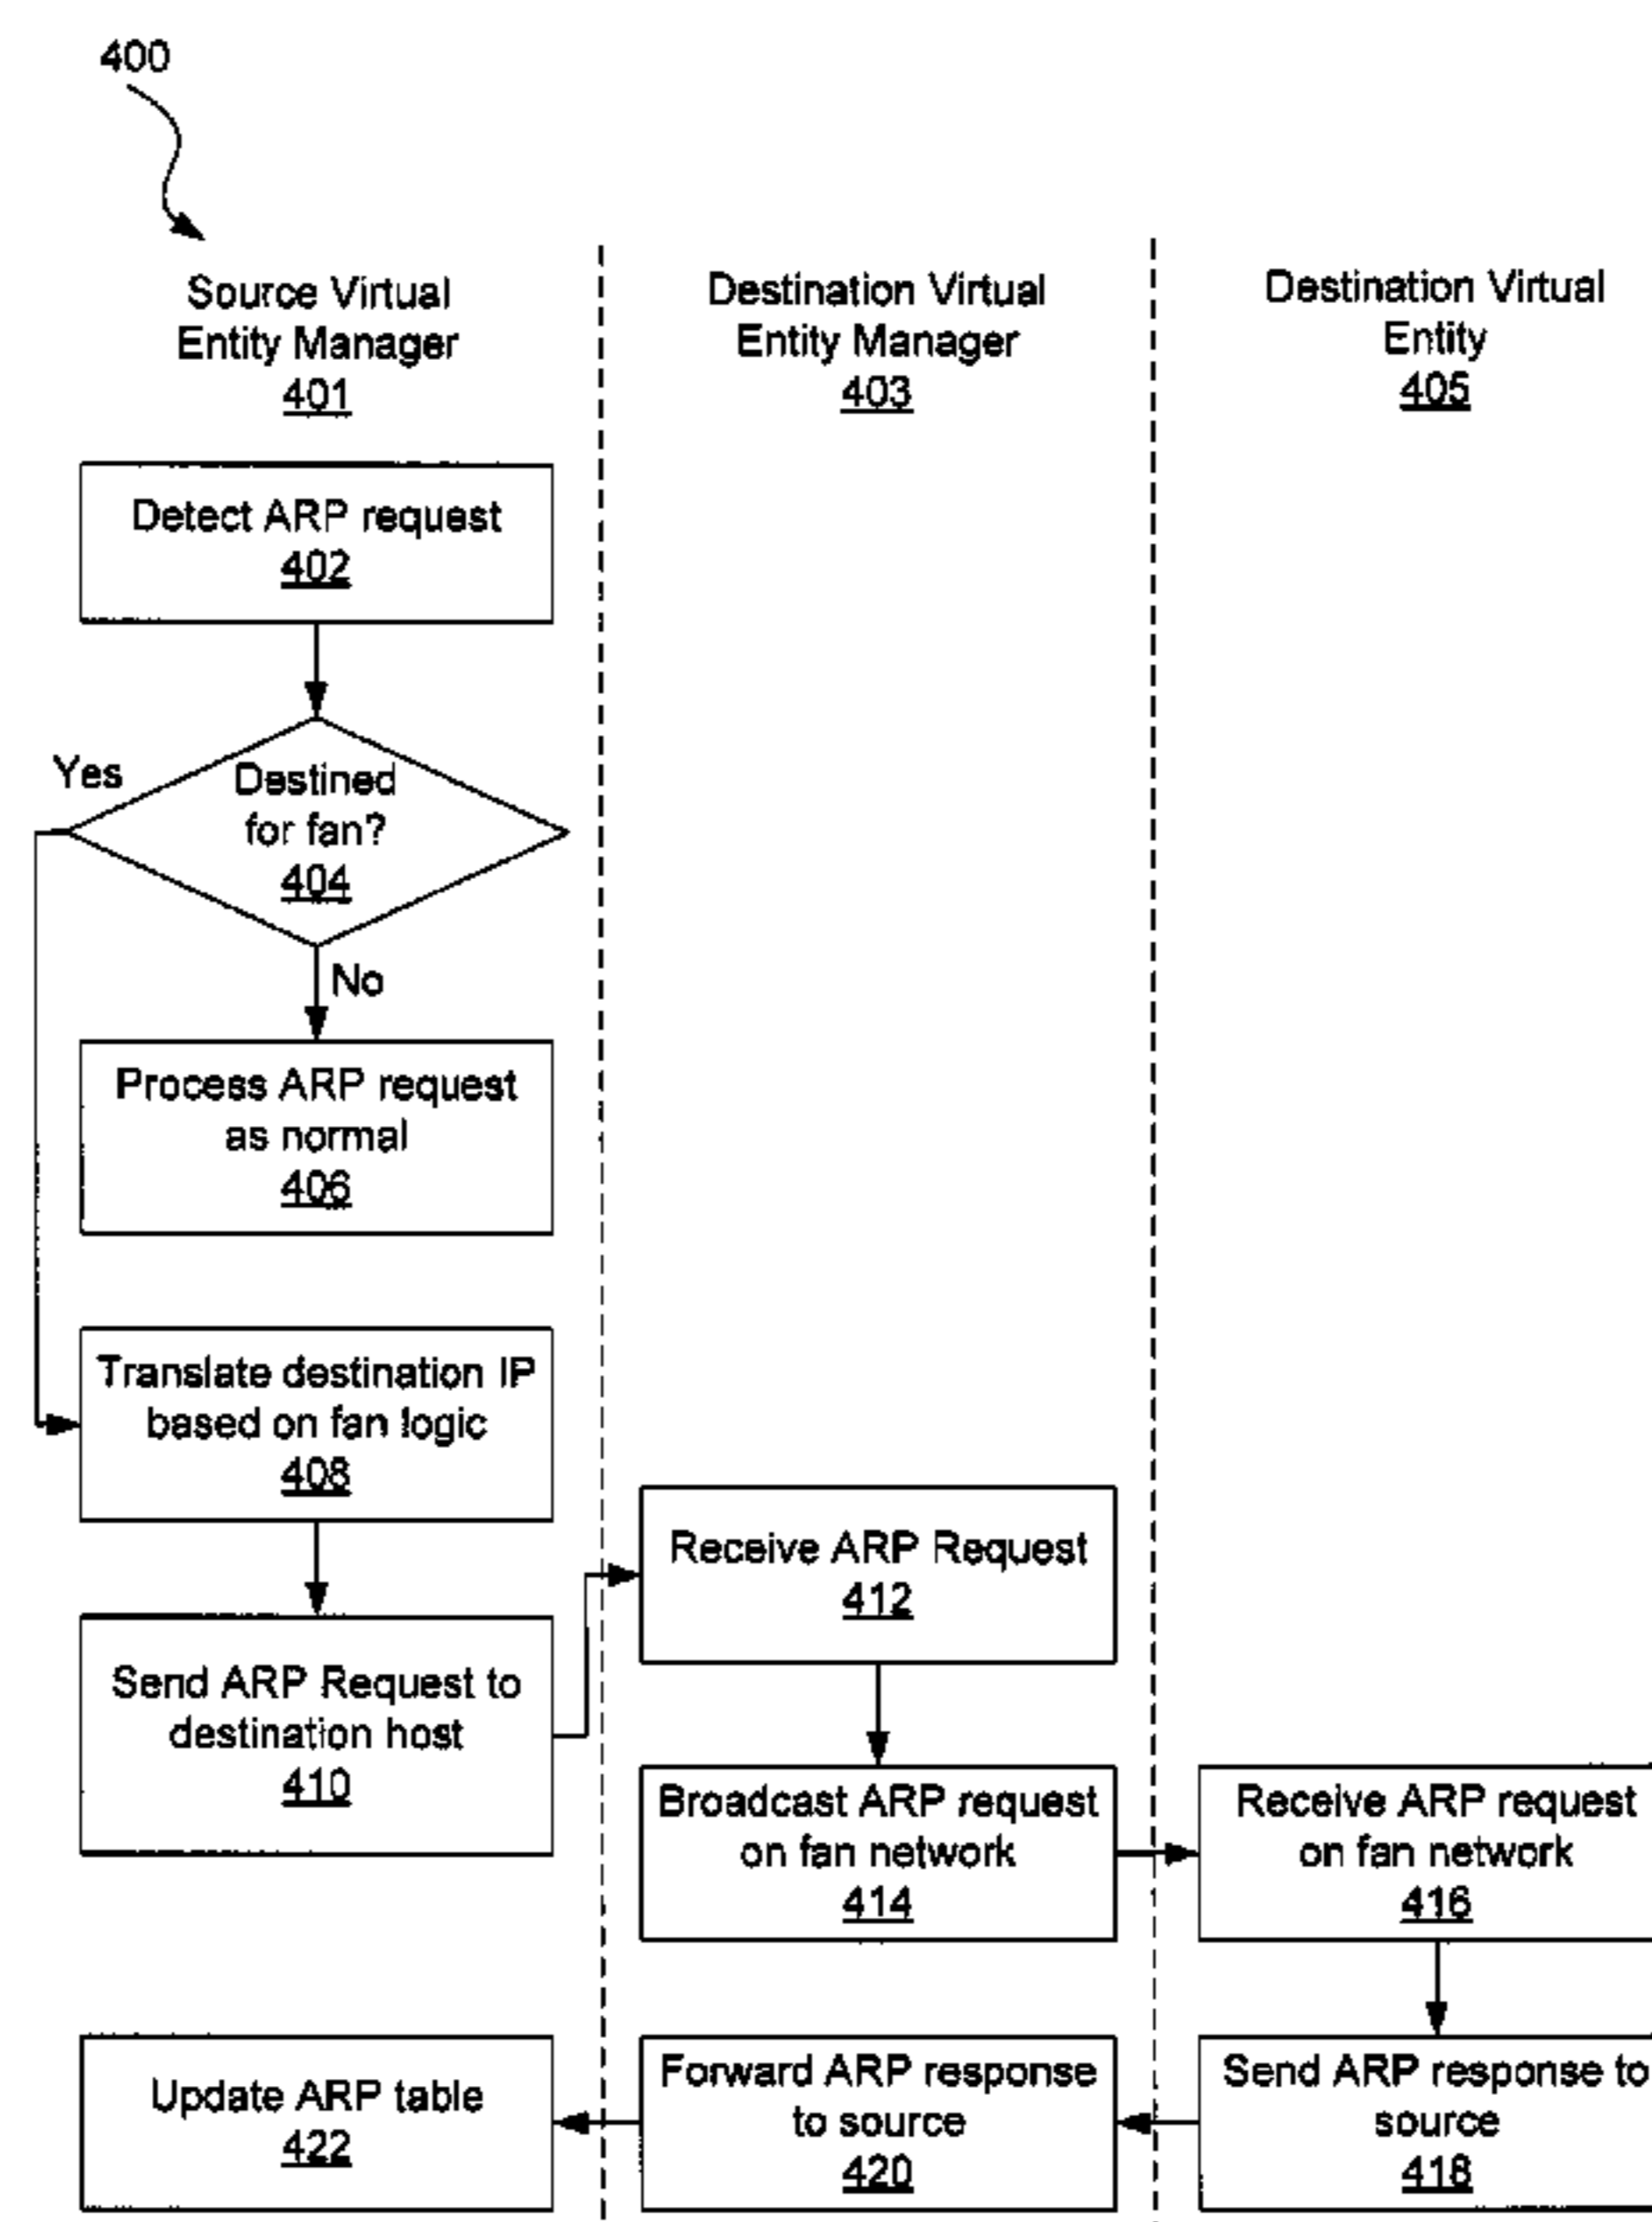 400
Source Virtual
Entity Manager
401
Destination Virtual
Entity Manager
403
Destination Virtual
Entity
405
Detect ARP request
402
Yes
Destined
for fan?
404
No
Process ARP request
as normal
406
Translate destination IP
based on fan logic
408
Receive ARP Request
412
Send ARP Request to
destination host
410
Broadcast ARP request
on fan network
414
Receive ARP request
on fan network
416
Update ARP table
422
Forward ARP response
to source
420
Send ARP response to
source
418